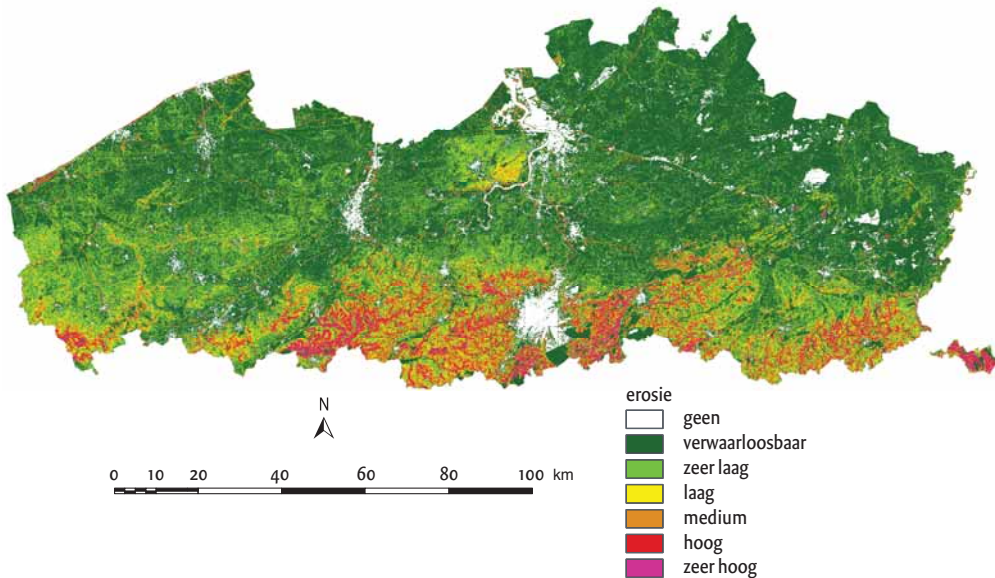 N
0 10 20 40 60 80 100 km
erosie
geen
verwaarloosbaar
zeer laag
laag
medium
hoog
zeer hoog